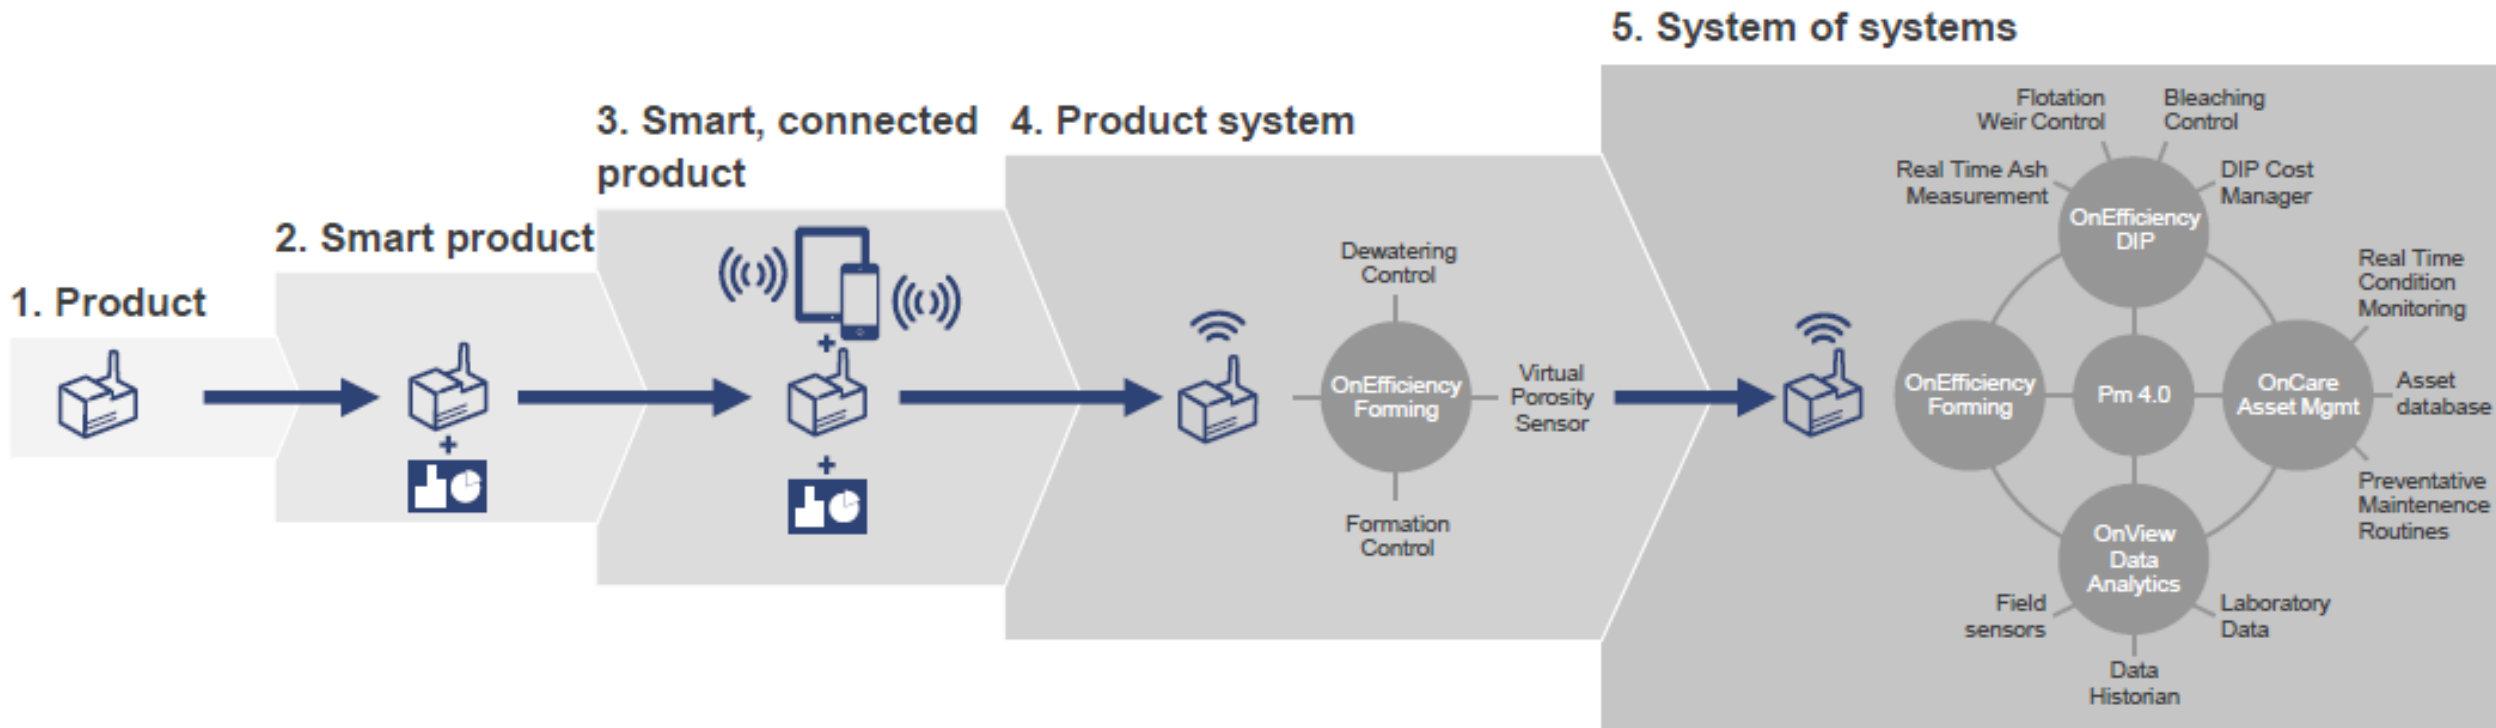 1. Product
2. Smart product
3. Smart, connected
product
4. Product system
Dewatering
Control
OnEfficiency
Forming
Virtual
Porosity
Sensor
Formation
Control
5. System of systems
Flotation
Weir Control
Bleaching
Control
Real Time Ash
Measurement
DIP Cost
Manager
OnEfficiency
DIP
Real Time
Condition
Monitoring
OnEfficiency
Forming
Pm 4.0
OnCare
Asset Mgmt
Asset
database
Preventative
Maintenence
Routines
OnView
Data
Analytics
Field
sensors
Laboratory
Data
Data
Historian